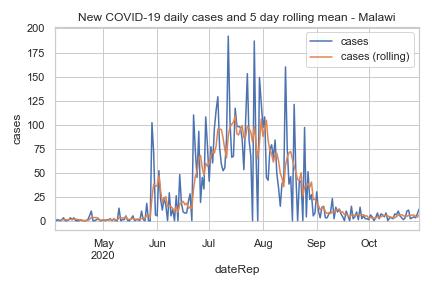 New COVID-19 daily cases and 5 day rolling mean - Malawi
cases
cases (rolling)
cases
200
175
150
125
100
75
50
25
0
May
2020
Jun
Jul
Aug
Sep
Oct
dateRep